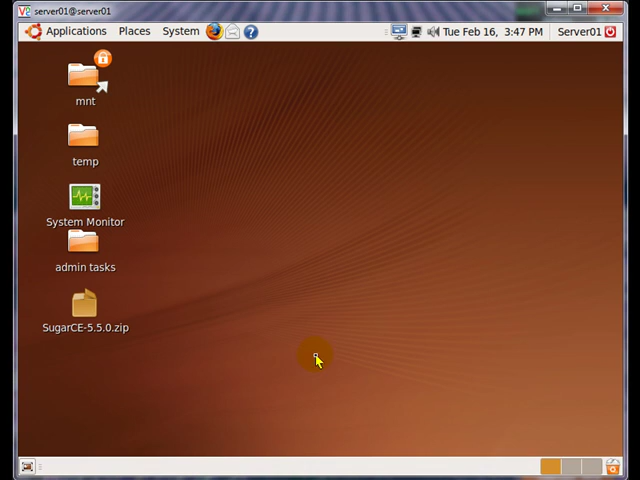 server01@server01
Applications Places System Tue Feb 16, 3:47 PM Server01
mnt
temp
System Monitor
admin tasks
SugarCE-5.5.0.zip